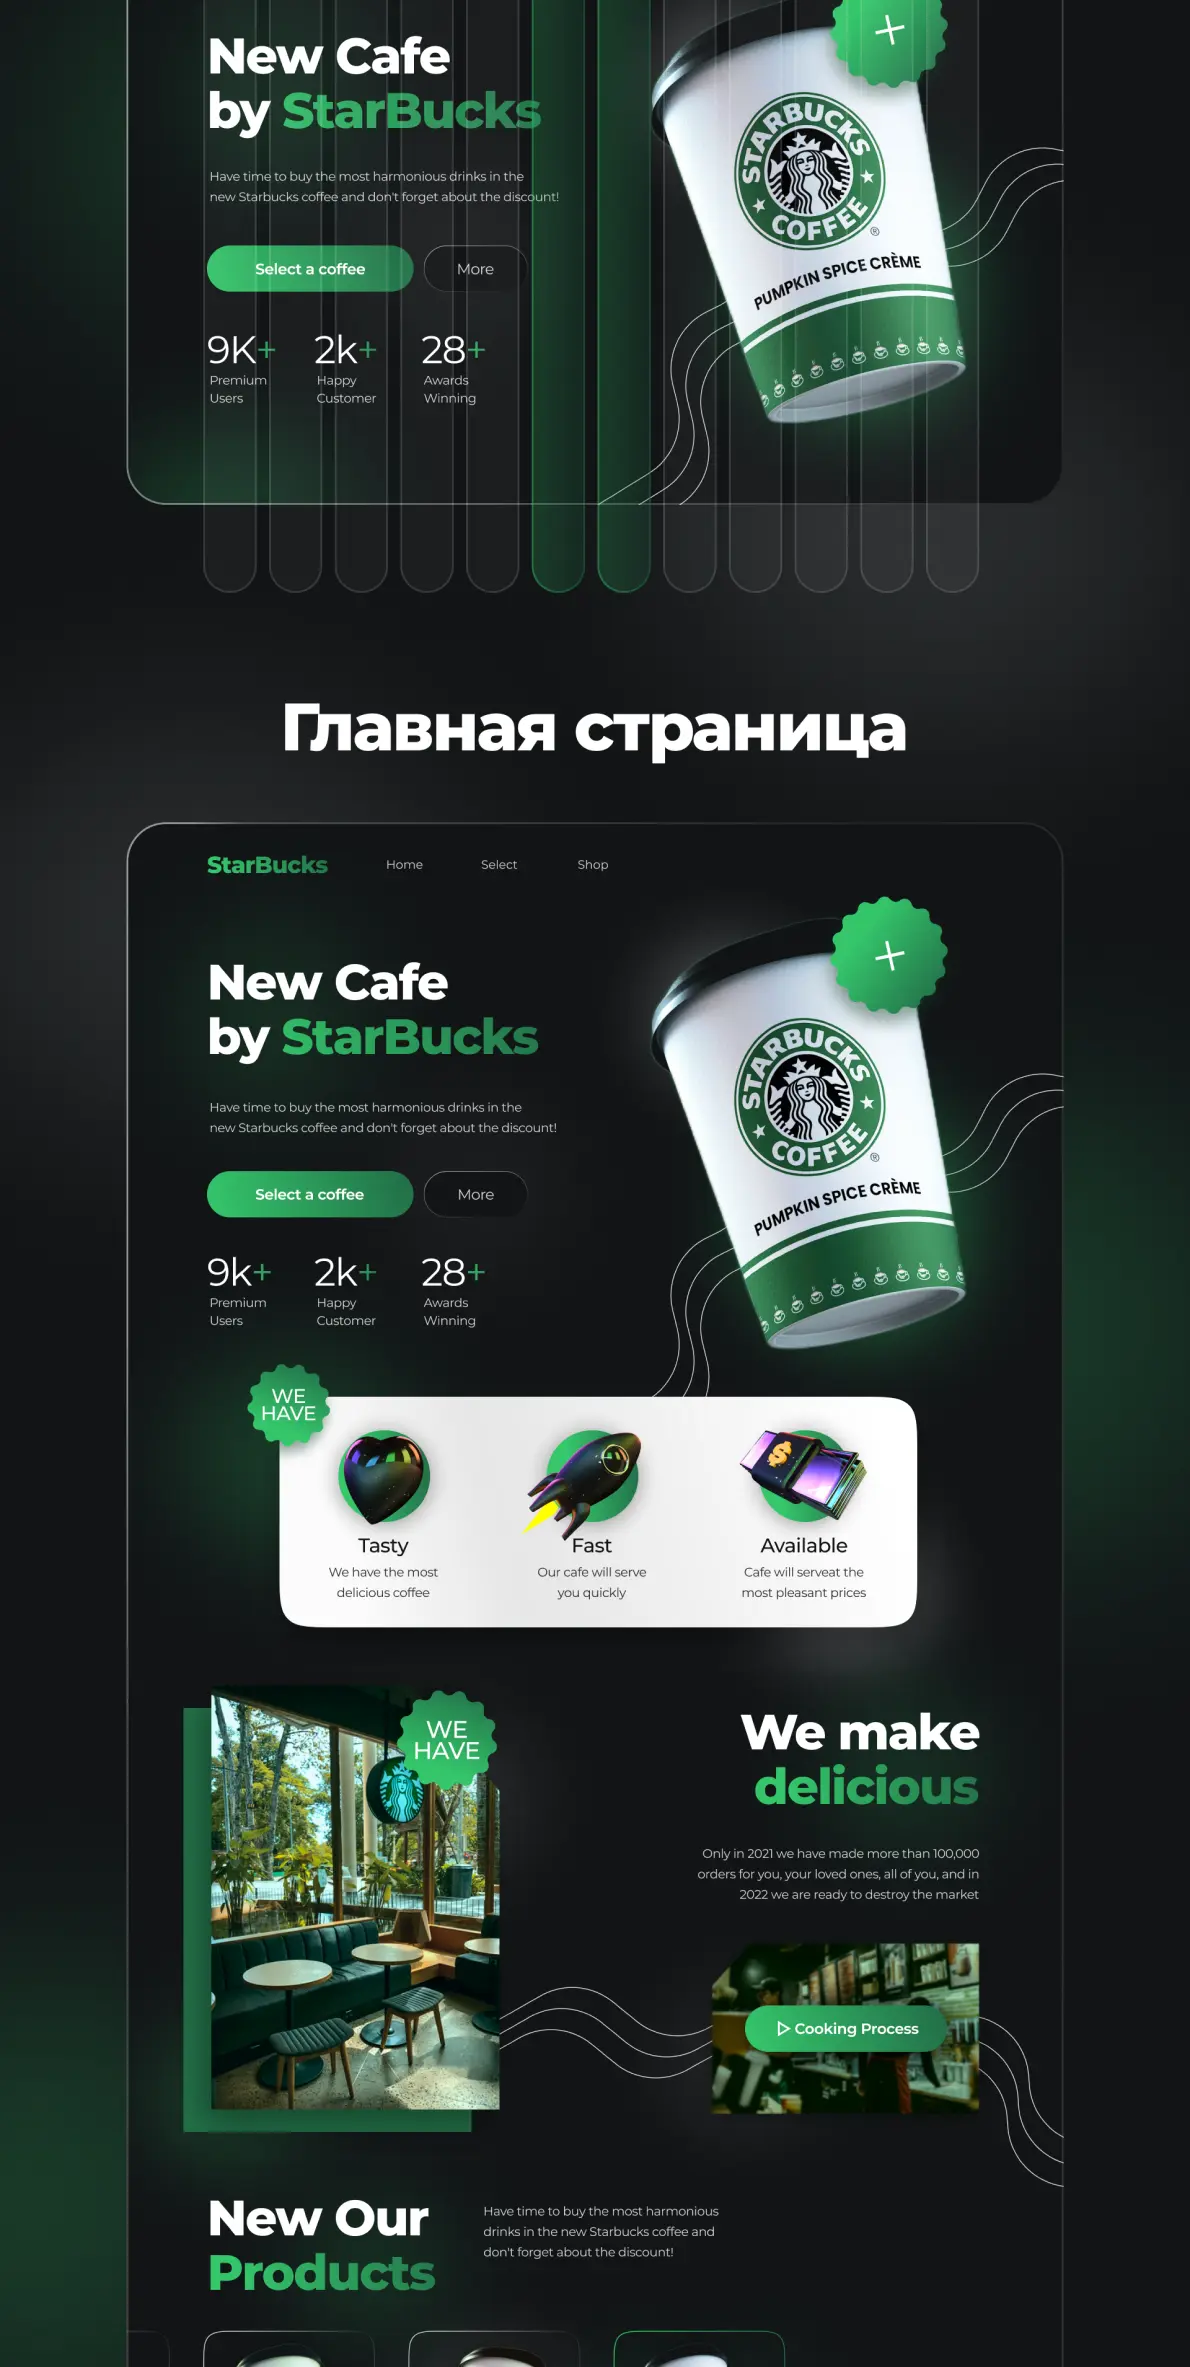 New Cafe
by StarBucks
Have time to buy the most harmonious drinks in the
new Starbucks coffee and don't forget about the discount!
Select a coffee
More
9K+
2k+
28+
Premium
Users
Happy
Customer
Awards
Winning
STARBUCKS
COFFEE
®
PUMPKIN SPICE CRÈME
Главная страница
StarBucks
Home
Select
Shop
New Cafe
by StarBucks
Have time to buy the most harmonious drinks in the
new Starbucks coffee and don't forget about the discount!
Select a coffee
More
9k+
2k+
28+
Premium
Users
Happy
Customer
Awards
Winning
STARBUCKS
COFFEE
®
PUMPKIN SPICE CRÈME
WE
HAVE
Tasty
We have the most
delicious coffee
Fast
Our cafe will serve
you quickly
$
Available
Cafe will serveat the
most pleasant prices
WE
HAVE
We make
delicious
Only in 2021 we have made more than 100,000
orders for you, your loved ones, all of you, and in
2022 we are ready to destroy the market
Cooking Process
New Our
Products
Have time to buy the most harmonious
drinks in the new Starbucks coffee and
don't forget about the discount!